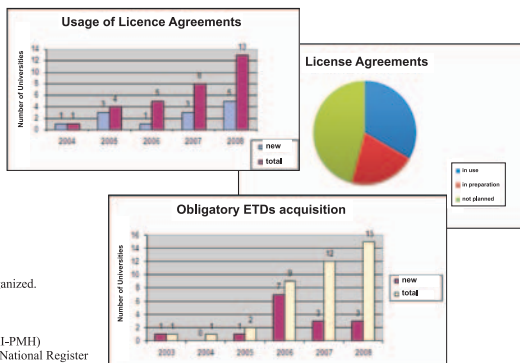 Usage of Licence Agreements
Number of Universities
14
12
10
8
6
4
2
0
1 1
3 4
1 5
3 8
5 13
2004 2005 2006 2007 2008
new
total
License Agreements
in use
in preparation
not planned
Obligatory ETDs acquisition
Number of Universities
16
14
12
10
8
6
4
2
0
1 1
0 1
1 2
7 9
3 12
3 15
2003 2004 2005 2006 2007 2008
new
total
anized.
I-PMH)
National Register